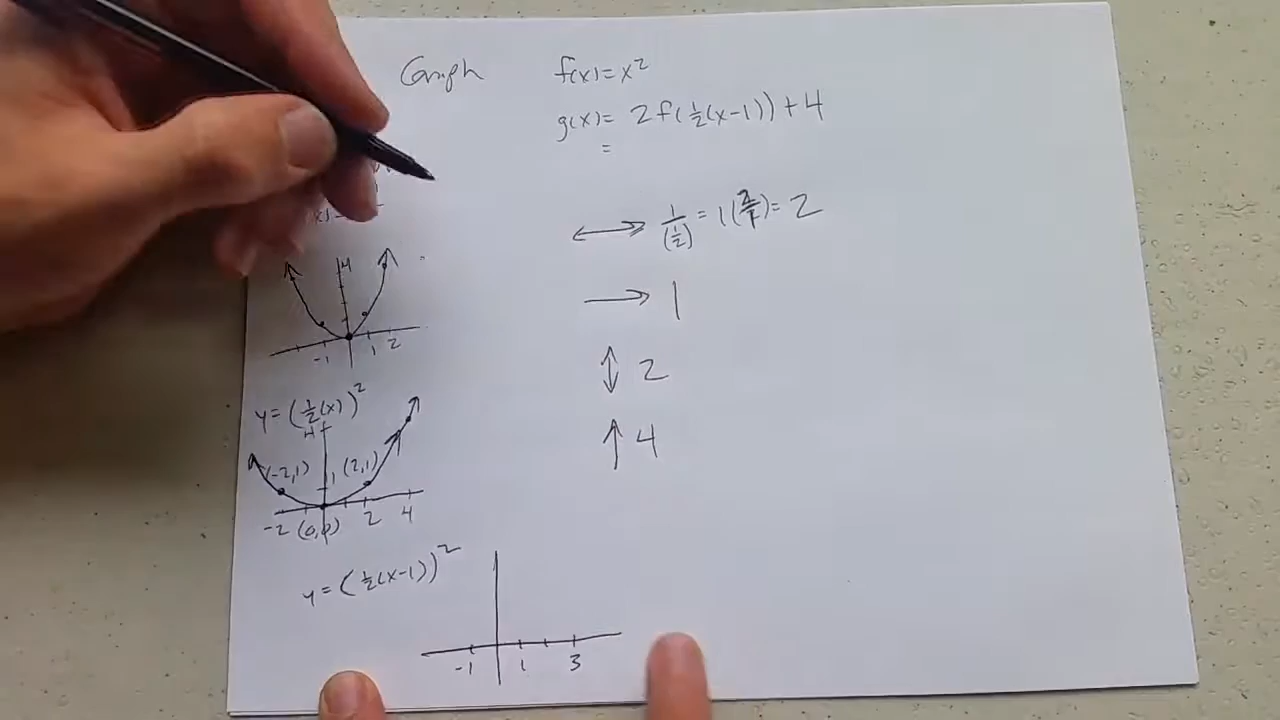 Graph f(x)=x²
g(x)= 2f(½(x-1))+4
=
↔ 1/(½) = 1(2/1)= 2
→ 1
↕ 2
↑ 4
4
-1 1 2
y=(½(x))²
4
(-2,1) 1 (2,1)
-2 (0,0) 2 4
y=(½(x-1))²
-1 1 3